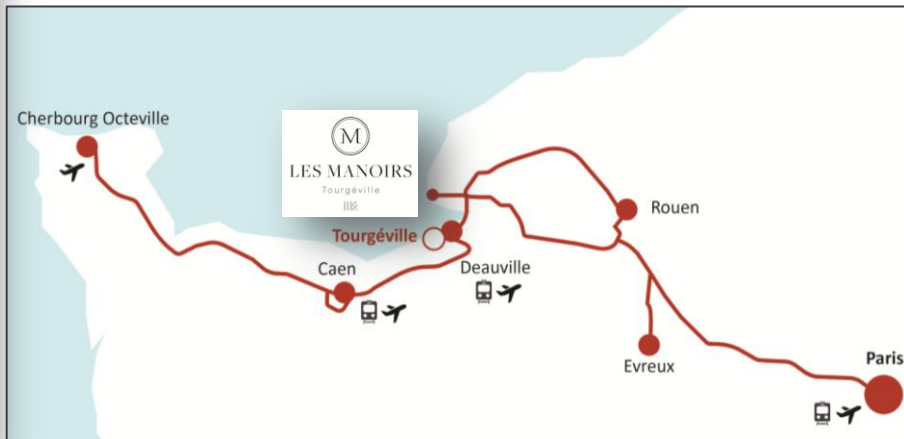 Cherbourg Octeville
M
LES MANOIRS
Tourgéville
Tourgéville
Rouen
Deauville
Caen
Evreux
Paris